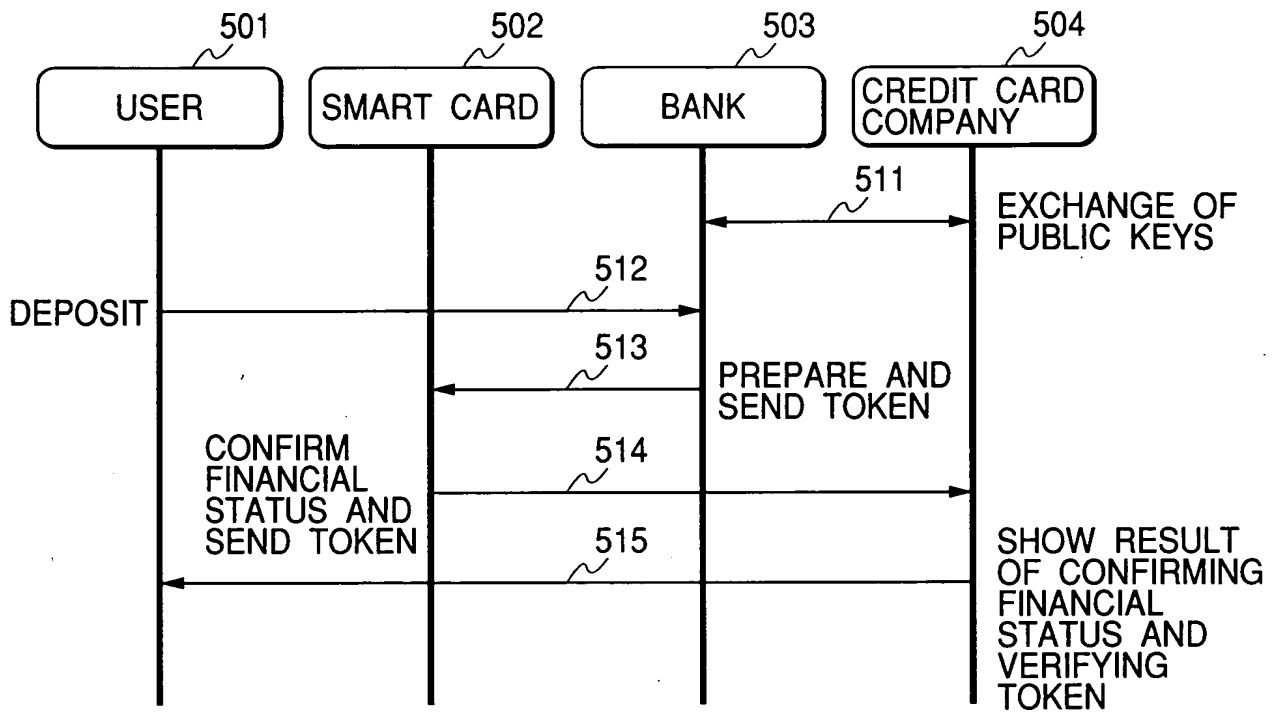 501
502
503
504
USER
SMART CARD
BANK
CREDIT CARD
COMPANY
511
EXCHANGE OF
PUBLIC KEYS
512
DEPOSIT
513
PREPARE AND
SEND TOKEN
CONFIRM
FINANCIAL
STATUS AND
SEND TOKEN
514
515
SHOW RESULT
OF CONFIRMING
FINANCIAL
STATUS AND
VERIFYING
TOKEN